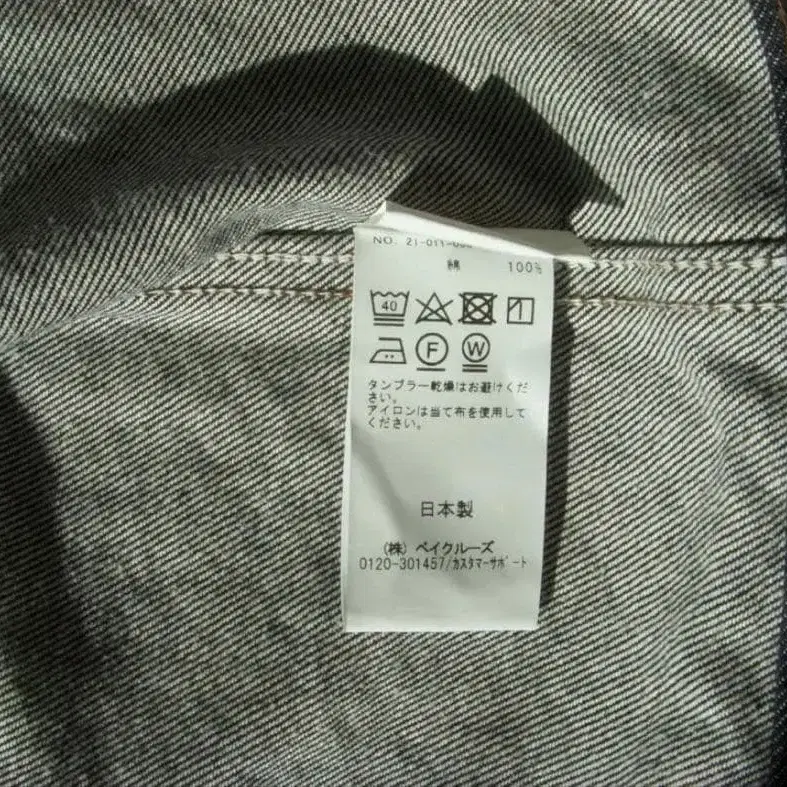 NO. 21-011-
綿 100%
40
F W
タンブラー乾燥はお避けくだ
さい。
アイロンは当て布を使用して
ください。
日本製
(株) ベイクルーズ
0120-301457/カスタマーサポート